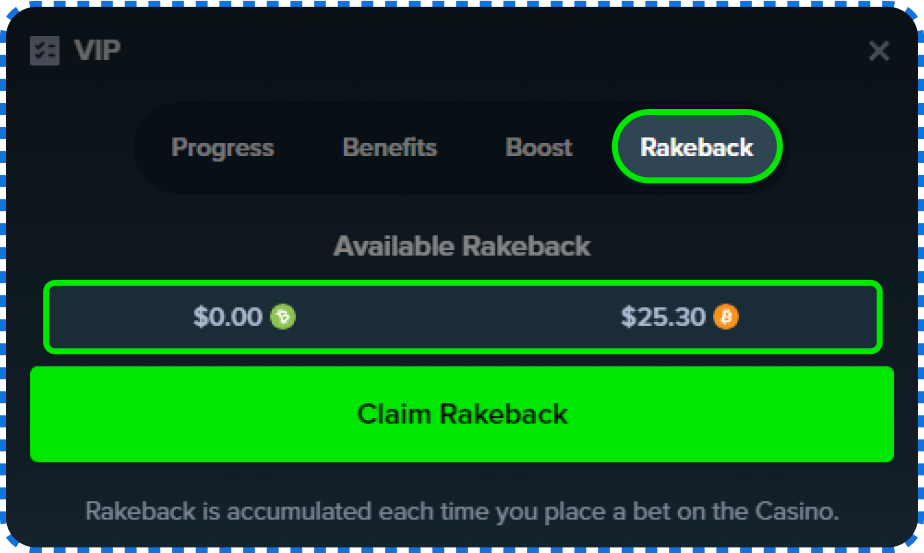 VIP
Progress Benefits Boost Rakeback
Available Rakeback
$0.00 $25.30
Claim Rakeback
Rakeback is accumulated each time you place a bet on the Casino.